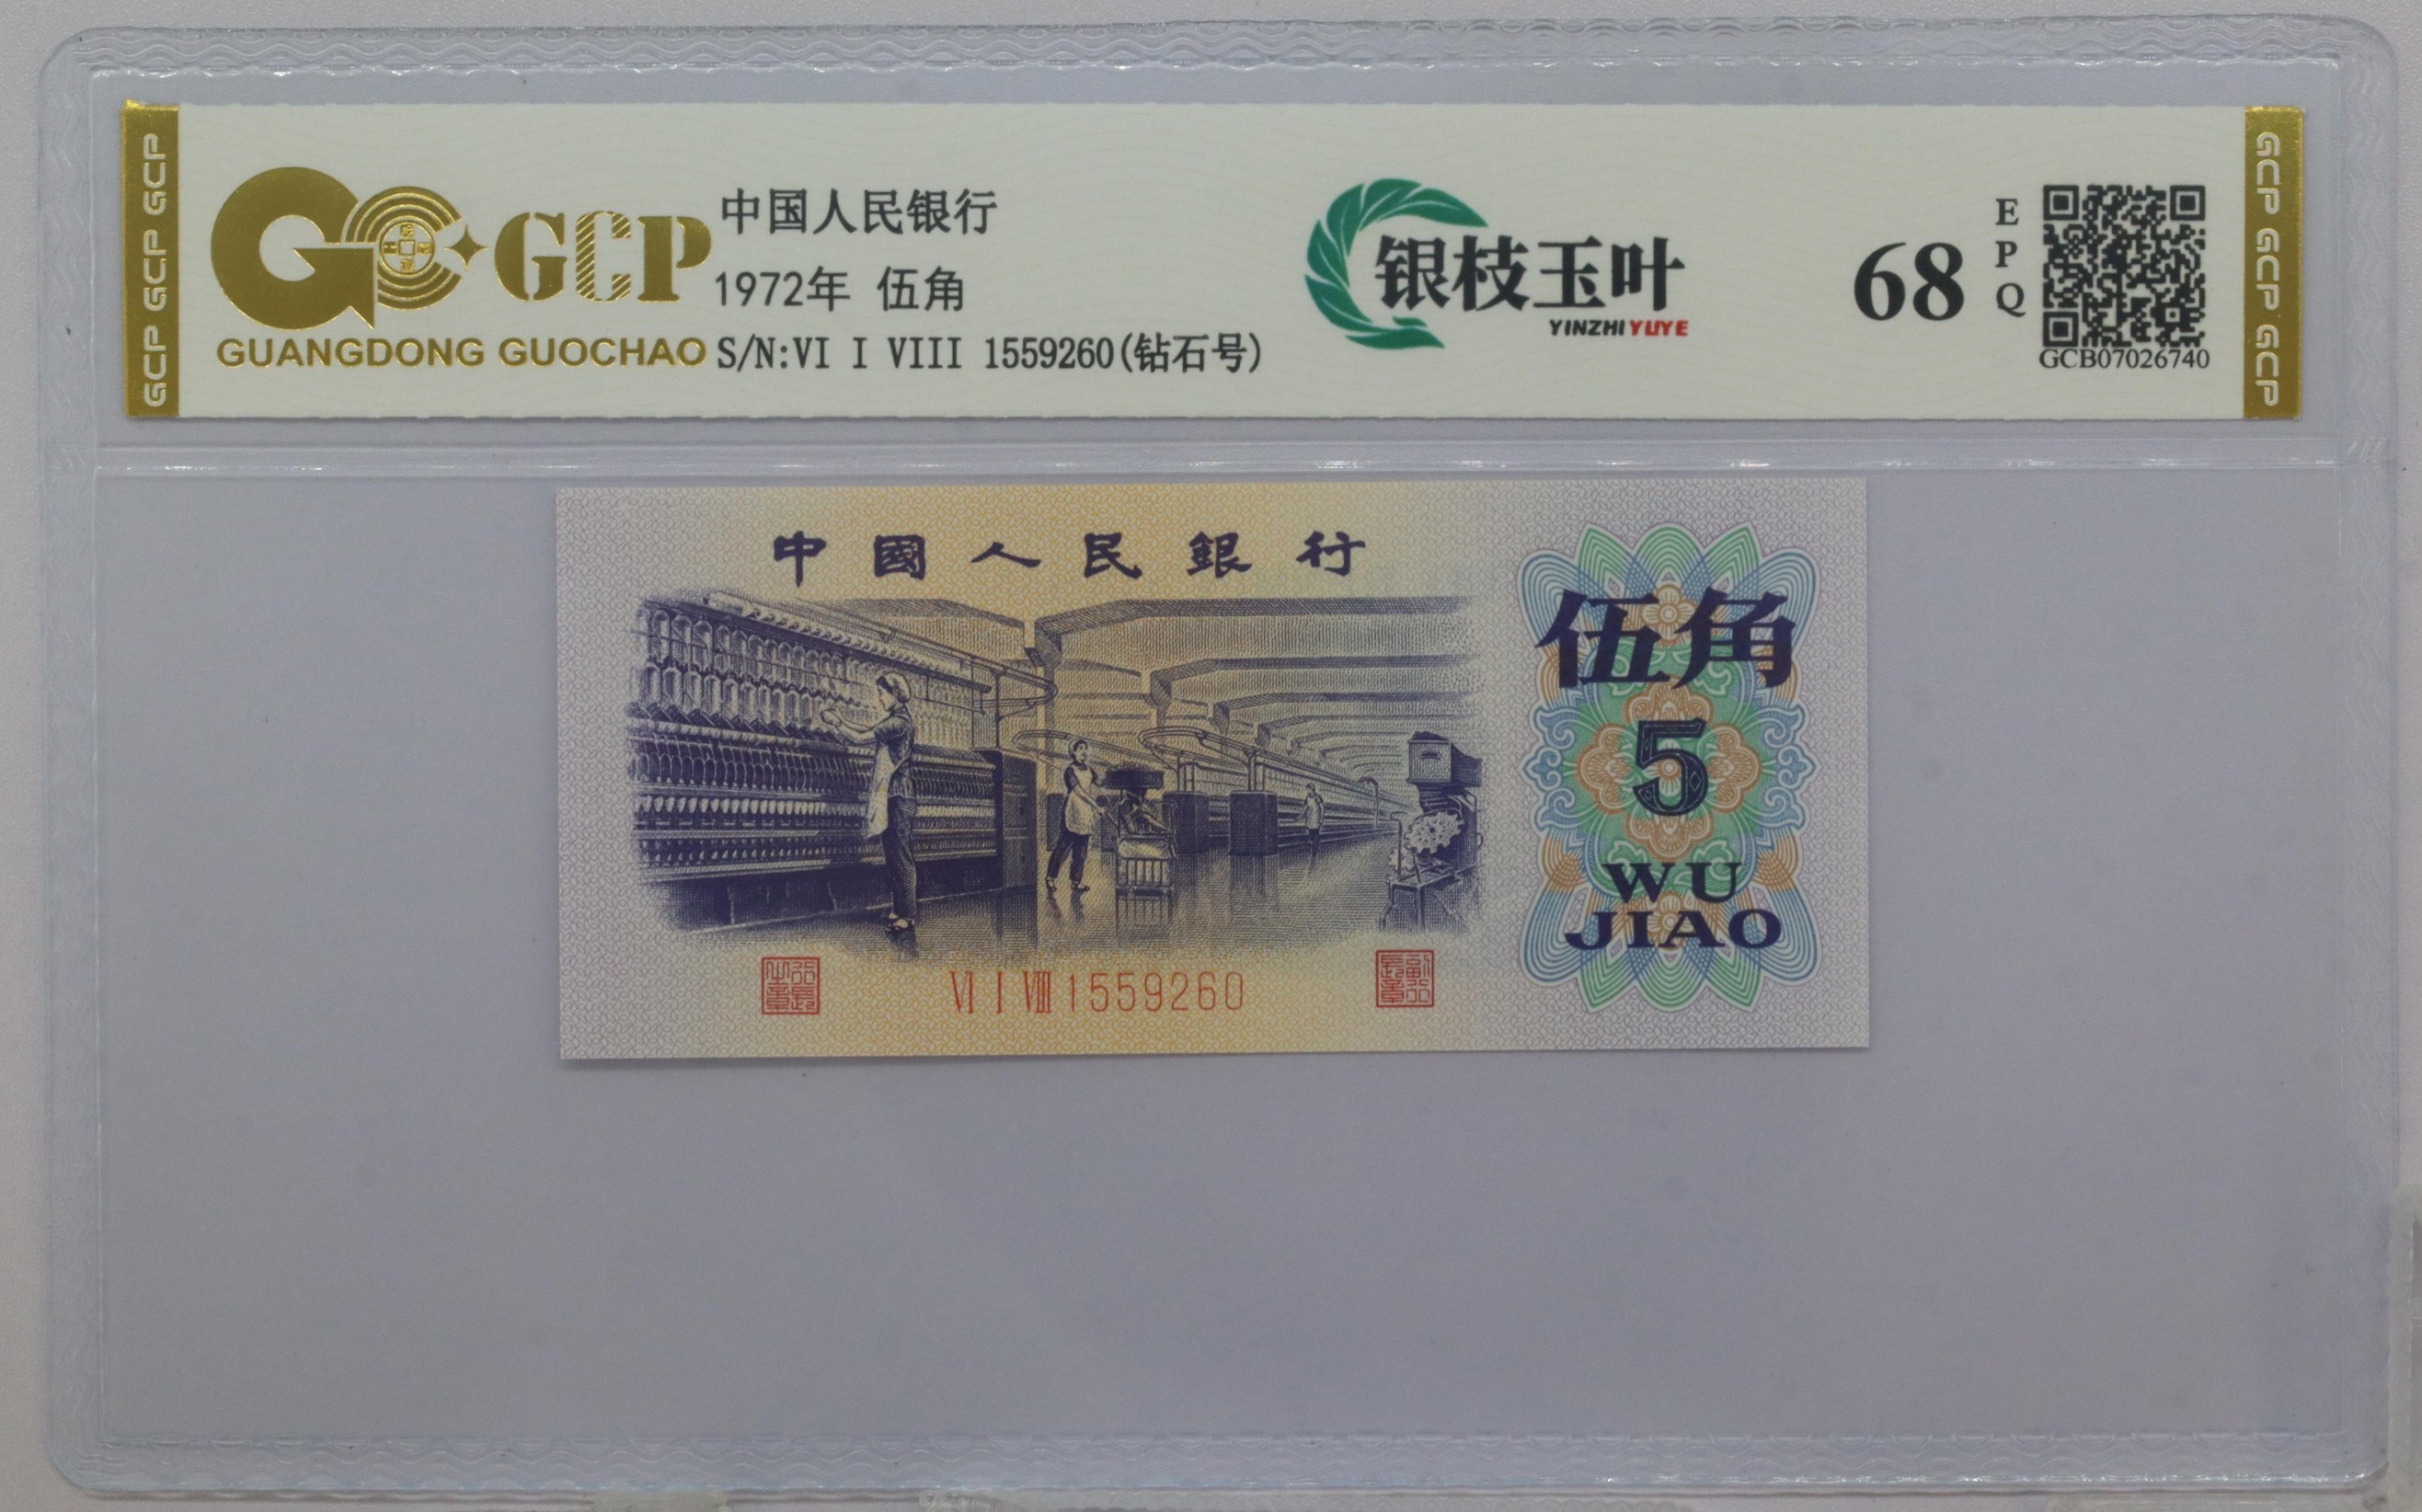 GCP GCP GCP
GCP
GUANGDONG GUOCHAO
中国人民银行
1972年 伍角
S/N:VI I VIII 1559260(钻石号)
银枝玉叶
YINZHIYUYE
68
E
P
Q
GCB07026740
GCP GCP GCP
中國人民銀行
伍角
5
WU
JIAO
VI I VIII 1559260